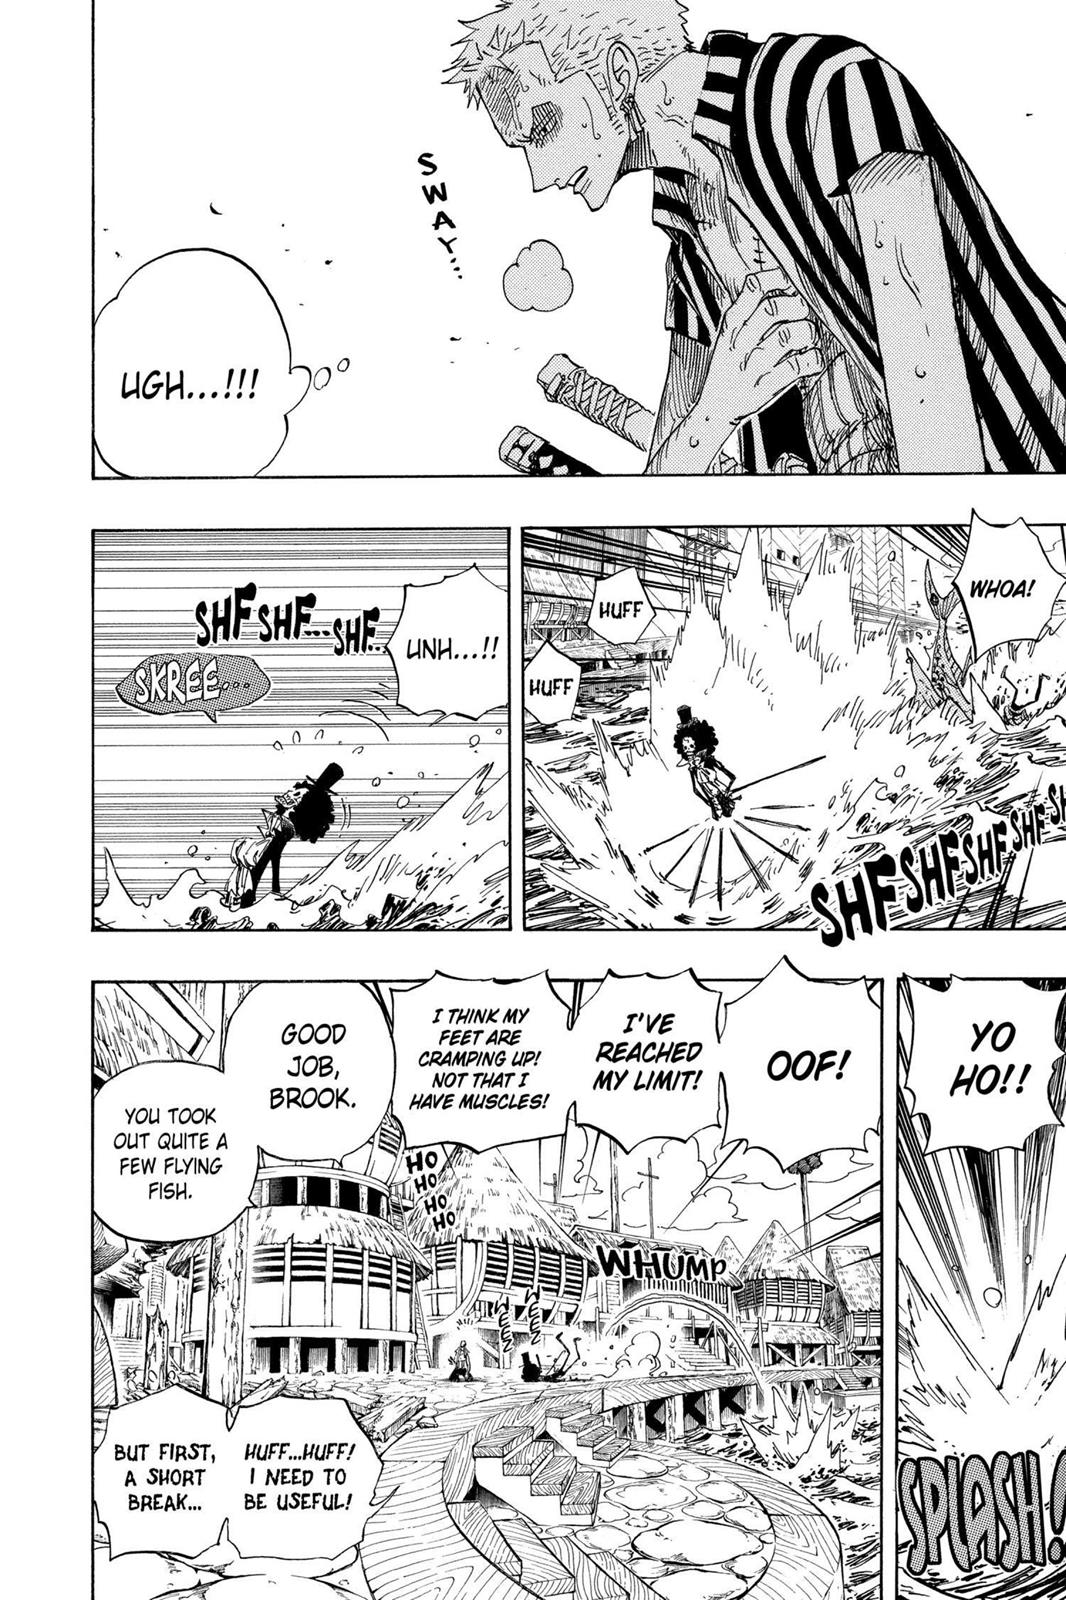 SWAY...
UGH...!!!
WHOA!
HUFF
HUFF
SHF SHF SHF SHF SH
UNH...!!
SHF SHF... SHF...
SKREE...
YO
HO!!
SPLASH!
OOF!
I'VE
REACHED
MY LIMIT!
I THINK MY
FEET ARE
CRAMPING UP!
NOT THAT I
HAVE MUSCLES!
GOOD
JOB,
BROOK.
YOU TOOK
OUT QUITE A
FEW FLYING
FISH.
HO
HO
HO
HO
WHUMP
WEEZ
WEEZ
HUFF...HUFF!
I NEED TO
BE USEFUL!
BUT FIRST,
A SHORT
BREAK...